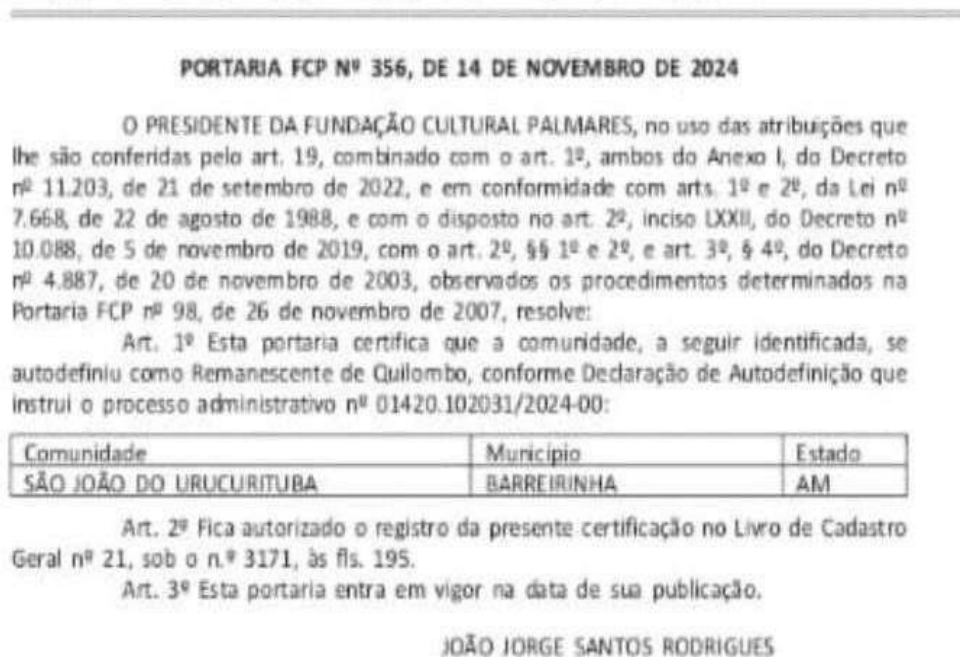 PORTARIA FCP Nº 356, DE 14 DE NOVEMBRO DE 2024
O PRESIDENTE DA FUNDAÇÃO CULTURAL PALMARES, no uso das atribuições que
lhe são conferidas pelo art. 19, combinado com o art. 1º, ambos do Anexo I, do Decreto
nº 11.203, de 21 de setembro de 2022, e em conformidade com arts. 1º e 2º, da Lei nº
7.668, de 22 de agosto de 1988, e com o disposto no art. 2º, inciso LXXII, do Decreto nº
10.088, de 5 de novembro de 2019, com o art. 2º, §§ 1º e 2º, e art. 3º, § 4º, do Decreto
nº 4.887, de 20 de novembro de 2003, observados os procedimentos determinados na
Portaria FCP nº 98, de 26 de novembro de 2007, resolve:
Art. 1º Esta portaria certifica que a comunidade, a seguir identificada, se
autodefiniu como Remanescente de Quilombo, conforme Declaração de Autodefinição que
instrui o processo administrativo nº 01420.102031/2024-00:
Comunidade Município Estado
SÃO JOÃO DO URUCURITUBA BARREIRINHA AM
Art. 2º Fica autorizado o registro da presente certificação no Livro de Cadastro
Geral nº 21, sob o n.º 3171, às fls. 195.
Art. 3º Esta portaria entra em vigor na data de sua publicação.
JOÃO JORGE SANTOS RODRIGUES